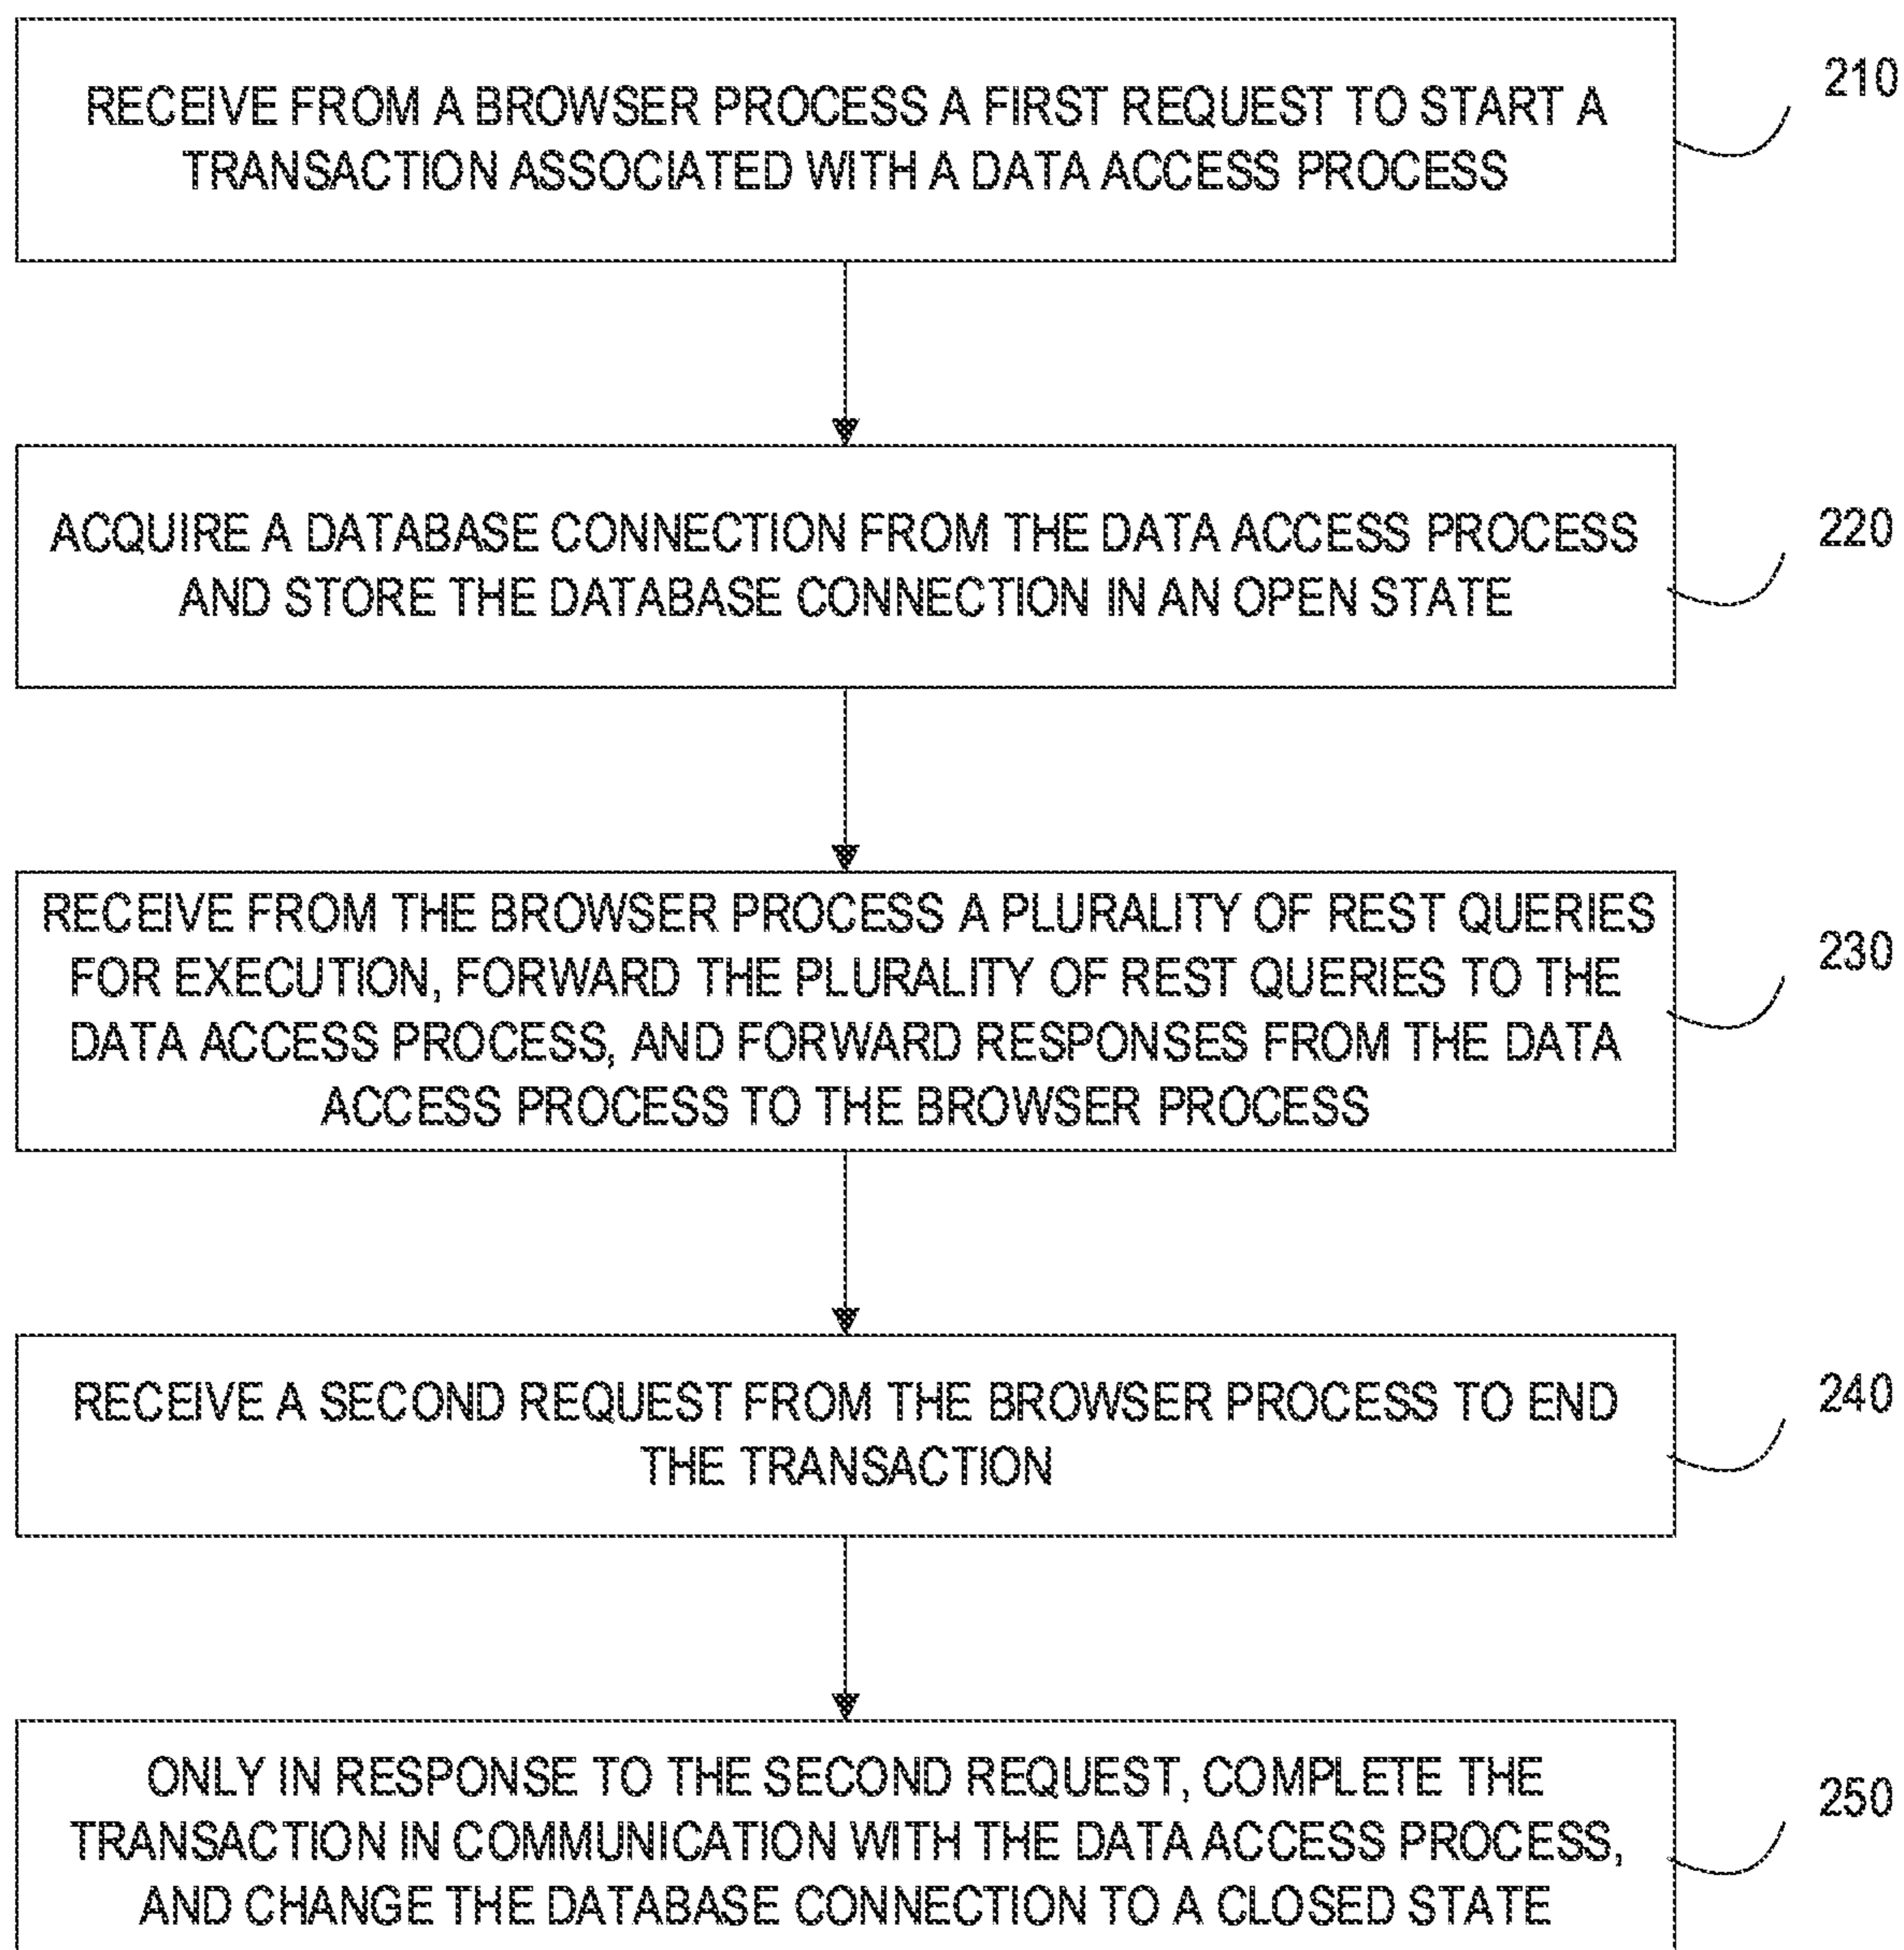 RECEIVE FROM A BROWSER PROCESS A FIRST REQUEST TO START A
TRANSACTION ASSOCIATED WITH A DATA ACCESS PROCESS
210
ACQUIRE A DATABASE CONNECTION FROM THE DATA ACCESS PROCESS
AND STORE THE DATABASE CONNECTION IN AN OPEN STATE
220
RECEIVE FROM THE BROWSER PROCESS A PLURALITY OF REST QUERIES
FOR EXECUTION, FORWARD THE PLURALITY OF REST QUERIES TO THE
DATA ACCESS PROCESS, AND FORWARD RESPONSES FROM THE DATA
ACCESS PROCESS TO THE BROWSER PROCESS
230
RECEIVE A SECOND REQUEST FROM THE BROWSER PROCESS TO END
THE TRANSACTION
240
ONLY IN RESPONSE TO THE SECOND REQUEST, COMPLETE THE
TRANSACTION IN COMMUNICATION WITH THE DATA ACCESS PROCESS,
AND CHANGE THE DATABASE CONNECTION TO A CLOSED STATE
250